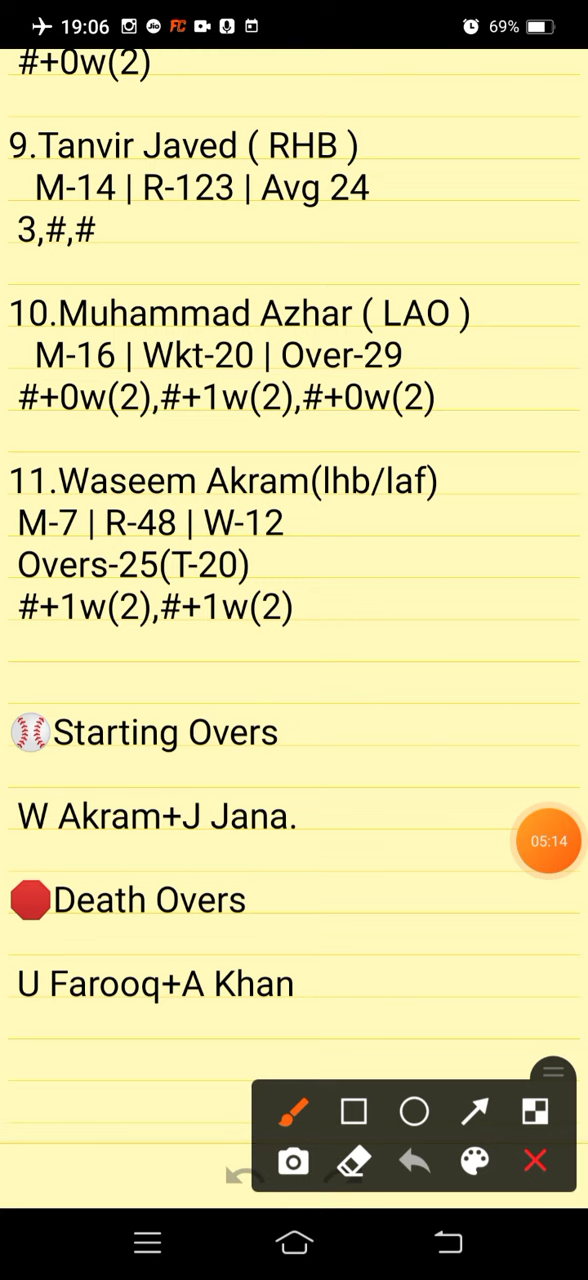 19:06
Jio
FC
69%
#+0w(2)
9.Tanvir Javed ( RHB )
M-14 | R-123 | Avg 24
3,#,#
10.Muhammad Azhar ( LAO )
M-16 | Wkt-20 | Over-29
#+0w(2),#+1w(2),#+0w(2)
11.Waseem Akram(lhb/laf)
M-7 | R-48 | W-12
Overs-25(T-20)
#+1w(2),#+1w(2)
Starting Overs
W Akram+J Jana.
05:14
Death Overs
U Farooq+A Khan